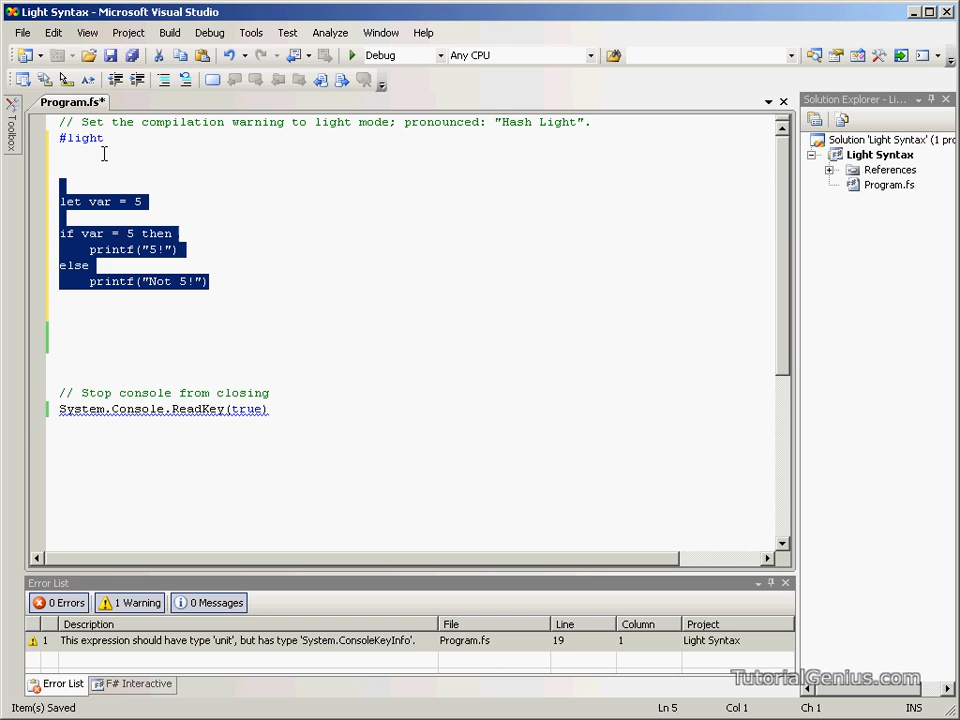 Light Syntax - Microsoft Visual Studio
File Edit View Project Build Debug Tools Test Analyze Window Help
Debug Any CPU
Program.fs*
Toolbox
// Set the compilation warning to light mode; pronounced: "Hash Light".
#light
let var = 5
if var = 5 then
printf("5!")
else
printf("Not 5!")
// Stop console from closing
System.Console.ReadKey(true)
Solution Explorer - Li...
Solution 'Light Syntax' (1 pro
Light Syntax
References
Program.fs
Error List
0 Errors 1 Warning 0 Messages
Description File Line Column Project
1 This expression should have type 'unit', but has type 'System.ConsoleKeyInfo'. Program.fs 19 1 Light Syntax
Error List F# Interactive
TutorialGenius.com
Item(s) Saved Ln 5 Col 1 Ch 1 INS